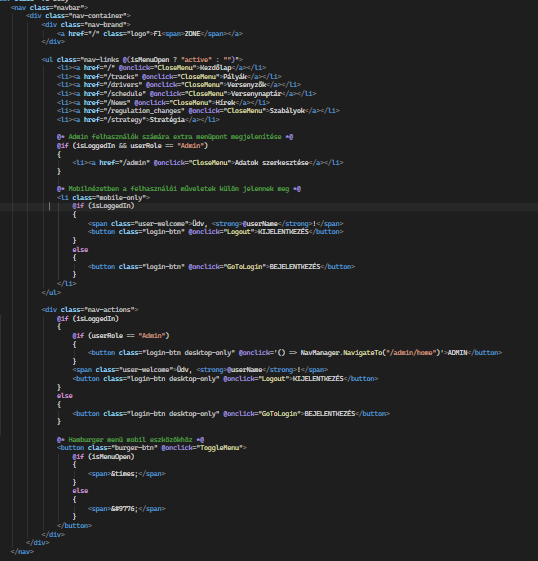 <nav class="navbar">
<div class="nav-container">
<div class="nav-brand">
<a href="/" class="logo">F1<span>ZONE</span></a>
</div>
<ul class="nav-links @(isMenuOpen ? "active" : "")">
<li><a href="/" @onclick="CloseMenu">Kezdőlap</a></li>
<li><a href="/tracks" @onclick="CloseMenu">Pályák</a></li>
<li><a href="/drivers" @onclick="CloseMenu">Versenyzők</a></li>
<li><a href="/schedule" @onclick="CloseMenu">Versenynaptár</a></li>
<li><a href="/News" @onclick="CloseMenu">Hírek</a></li>
<li><a href="/regulation_changes" @onclick="CloseMenu">Szabályok</a></li>
<li><a href="/strategy">Stratégia</a></li>
@* Admin felhasználók számára extra menüpont megjelenítése *@
@if (isLoggedIn && userRole == "Admin")
{
<li><a href="/admin" @onclick="CloseMenu">Adatok szerkesztése</a></li>
}
@* Mobilnézetben a felhasználói műveletek külön jelennek meg *@
<li class="mobile-only">
@if (isLoggedIn)
{
<span class="user-welcome">Üdv, <strong>@userName</strong>!</span>
<button class="login-btn" @onclick="Logout">KIJELENTKEZÉS</button>
}
else
{
<button class="login-btn" @onclick="GoToLogin">BEJELENTKEZÉS</button>
}
</li>
</ul>
<div class="nav-actions">
@if (isLoggedIn)
{
@if (userRole == "Admin")
{
<button class="login-btn desktop-only" @onclick='() => NavManager.NavigateTo("/admin/home")'>ADMIN</button>
}
<span class="user-welcome">Üdv, <strong>@userName</strong>!</span>
<button class="login-btn desktop-only" @onclick="Logout">KIJELENTKEZÉS</button>
}
else
{
<button class="login-btn desktop-only" @onclick="GoToLogin">BEJELENTKEZÉS</button>
}
@* Hamburger menü mobil eszközökhöz *@
<button class="burger-btn" @onclick="ToggleMenu">
@if (isMenuOpen)
{
<span>&times;</span>
}
else
{
<span>&#9776;</span>
}
</button>
</div>
</div>
</nav>